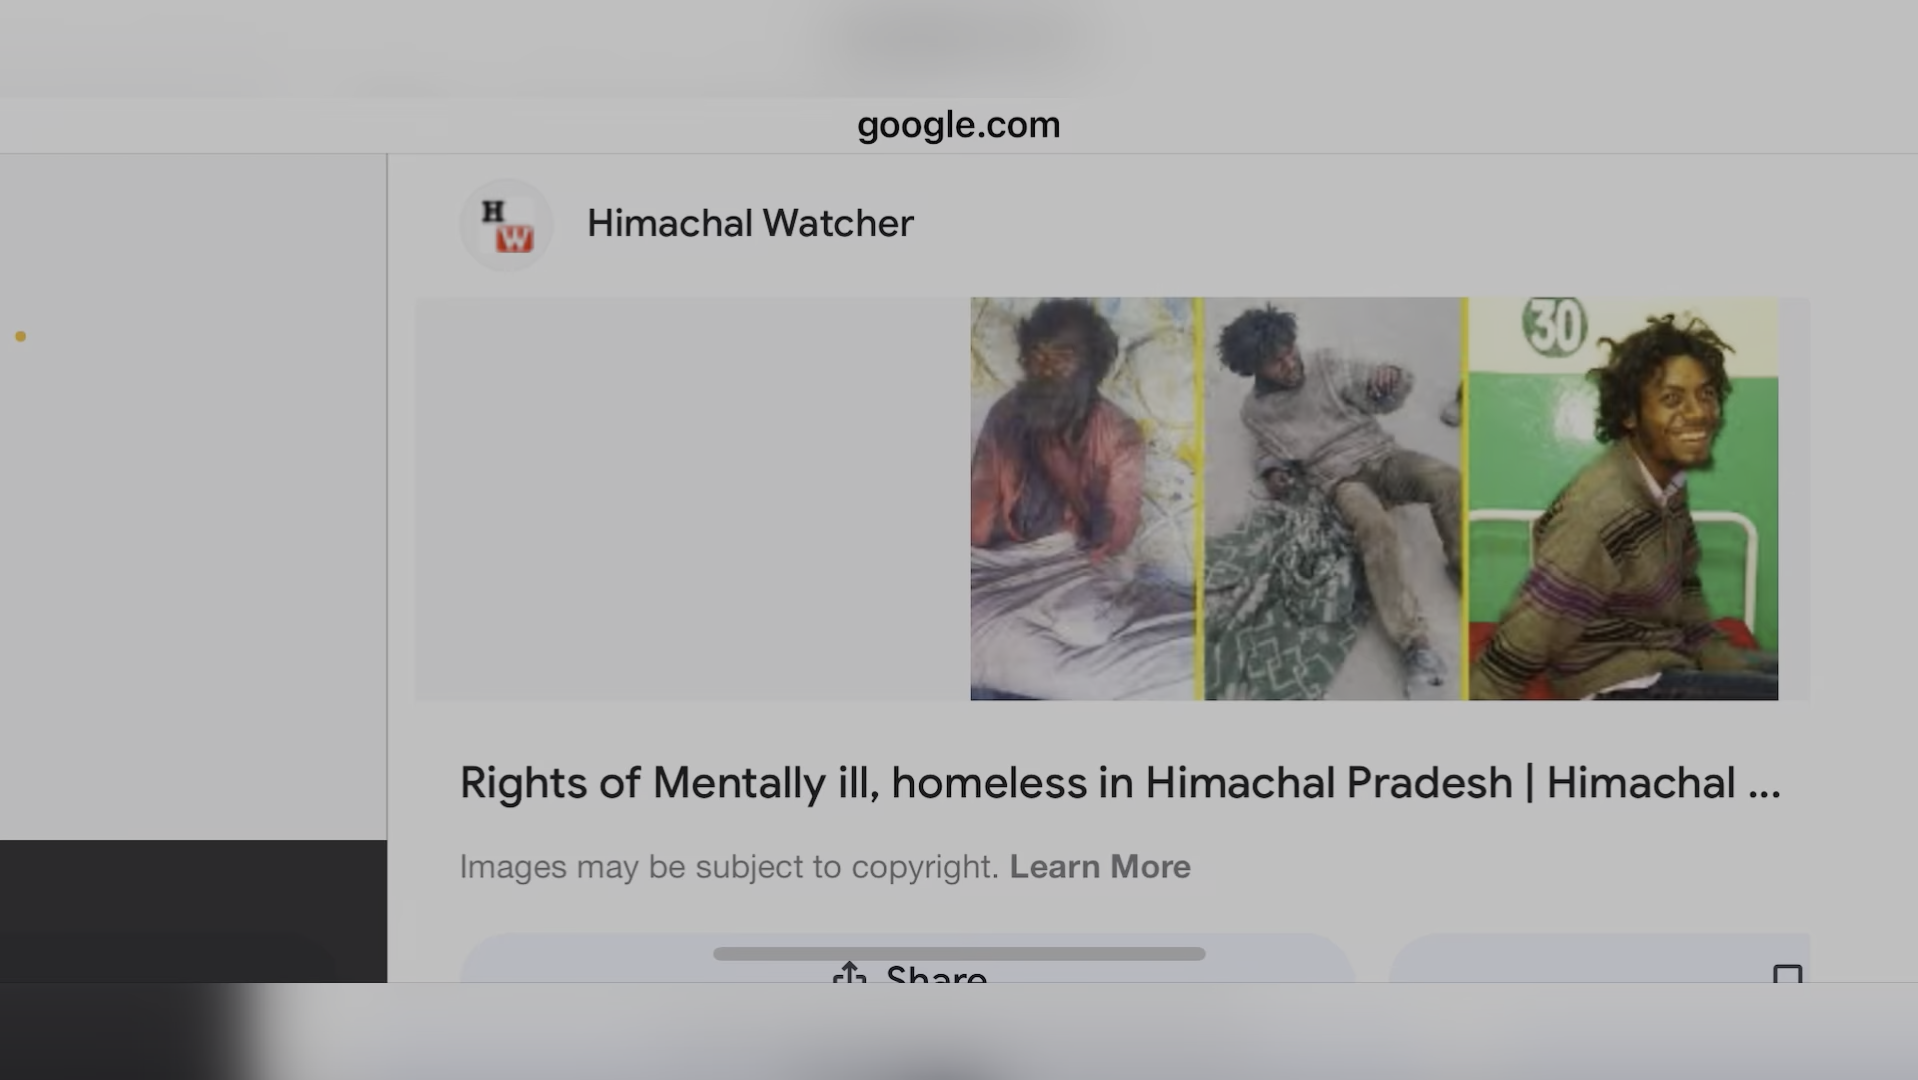 google.com
H
W
Himachal Watcher
30
Rights of Mentally ill, homeless in Himachal Pradesh | Himachal ...
Images may be subject to copyright. Learn More
Share